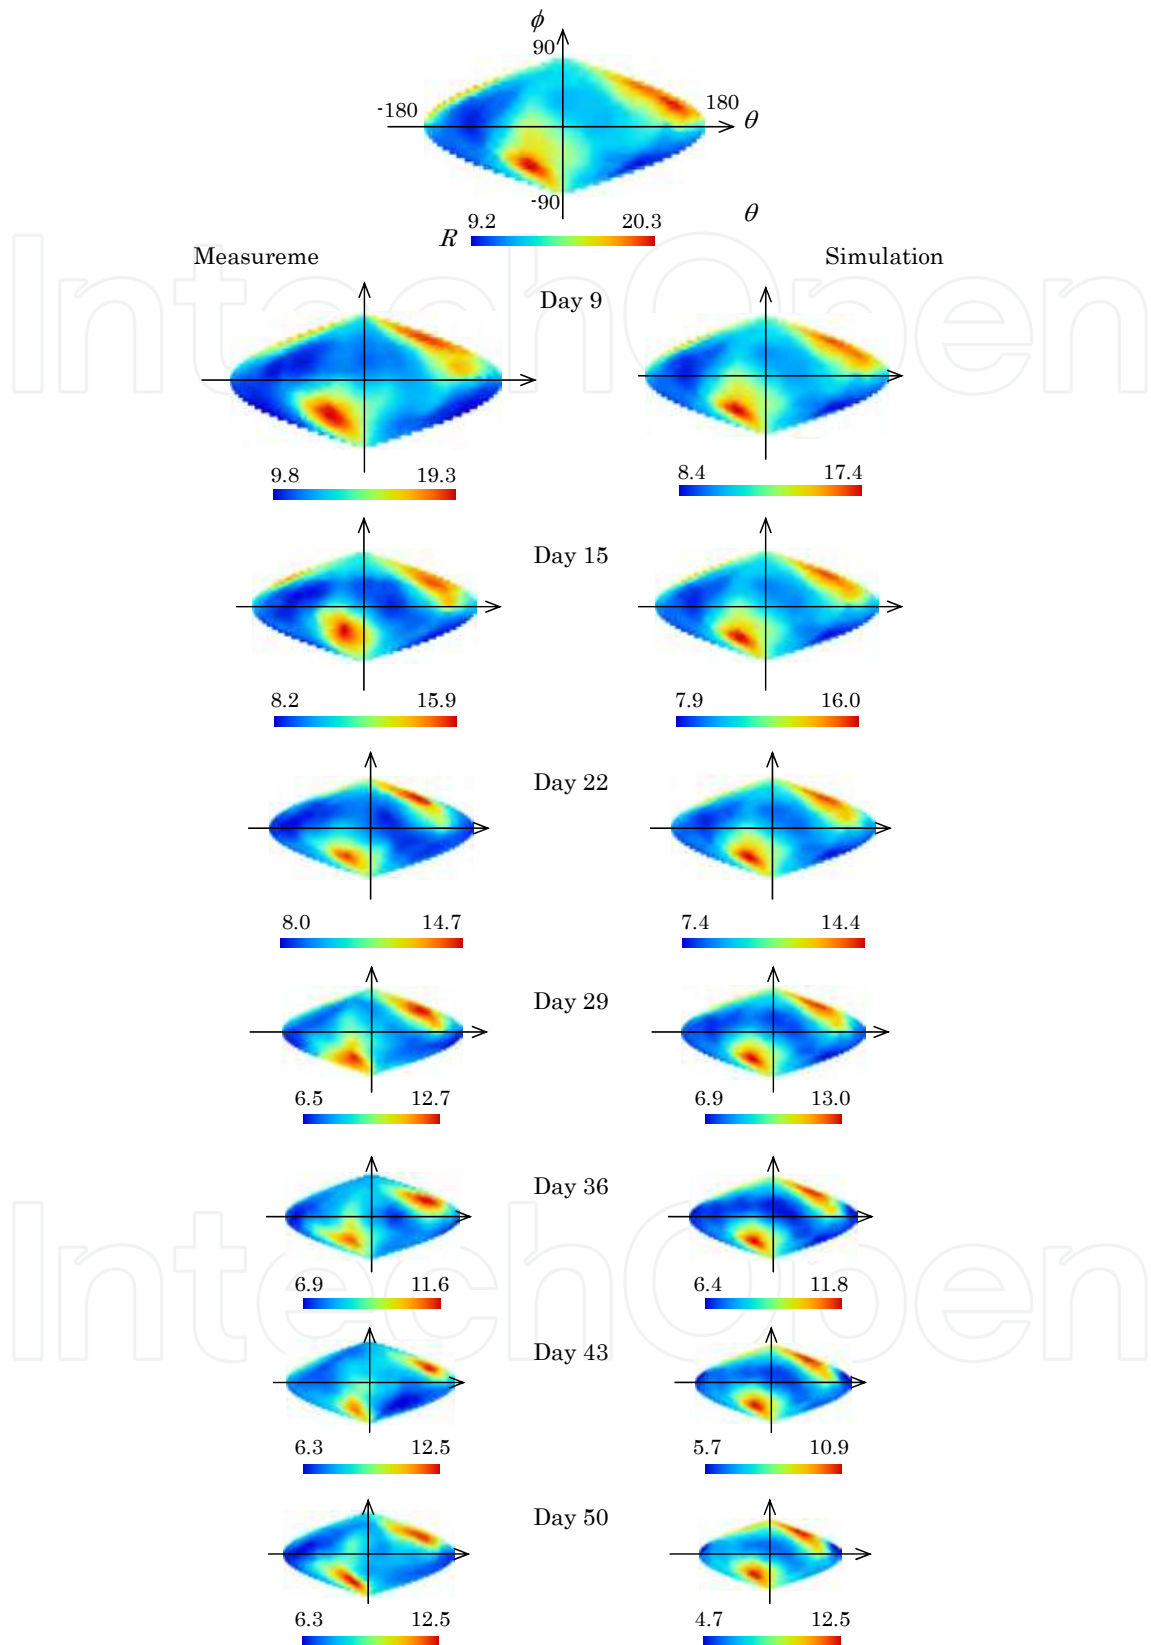 ϕ
90
-180
180
θ
-90
θ
9.2 20.3
R
Measureme
Simulation
Day 9
9.8 19.3
8.4 17.4
Day 15
8.2 15.9
7.9 16.0
Day 22
8.0 14.7
7.4 14.4
Day 29
6.5 12.7
6.9 13.0
Day 36
6.9 11.6
6.4 11.8
Day 43
6.3 12.5
5.7 10.9
Day 50
6.3 12.5
4.7 12.5
IntechOpen
IntechOpen